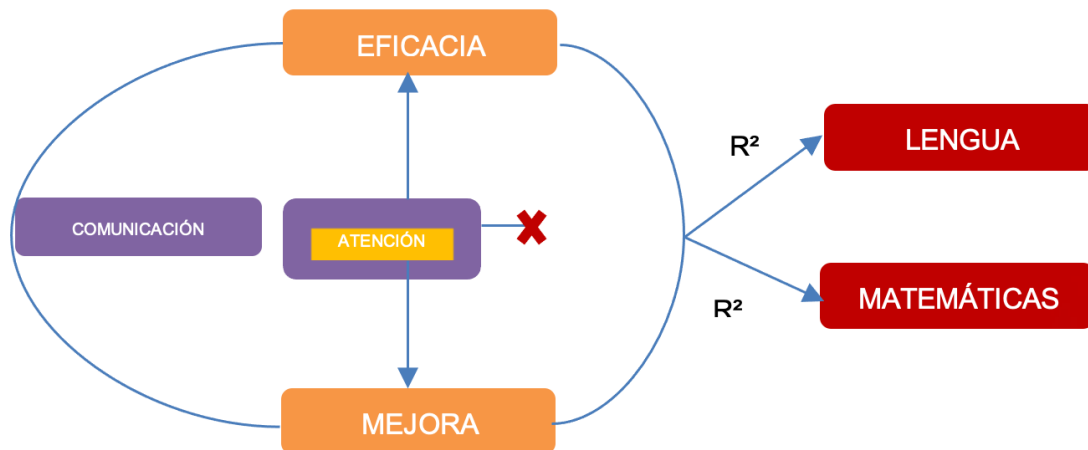 EFICACIA
R²
LENGUA
COMUNICACIÓN
ATENCIÓN
R²
MATEMÁTICAS
MEJORA